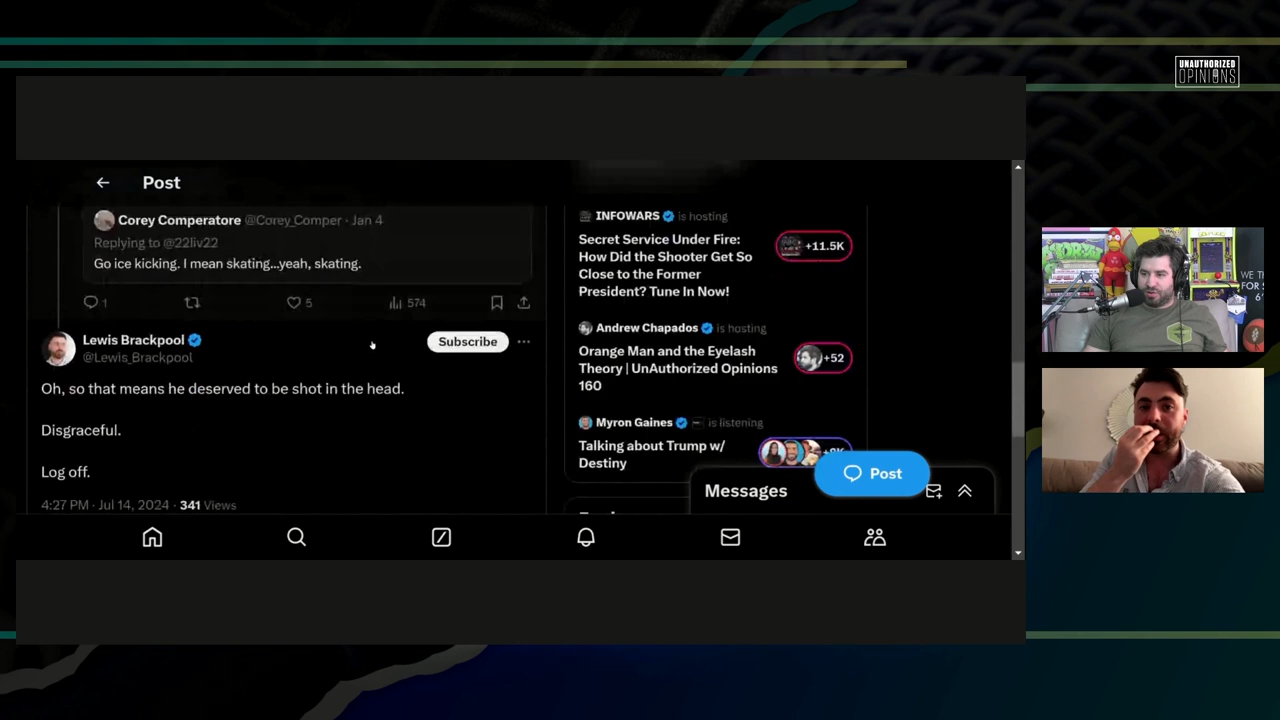 UNAUTHORIZED
OPINIONS
Post
Corey Comperatore @Corey_Comper · Jan 4
Replying to @22liv22
Go ice kicking. I mean skating...yeah, skating.
1
5
574
Lewis Brackpool
@Lewis_Brackpool
Subscribe
Oh, so that means he deserved to be shot in the head.
Disgraceful.
Log off.
4:27 PM · Jul 14, 2024 · 341 Views
INFOWARS is hosting
Secret Service Under Fire:
How Did the Shooter Get So
Close to the Former
President? Tune In Now!
+11.5K
Andrew Chapados is hosting
Orange Man and the Eyelash
Theory | UnAuthorized Opinions
160
+52
Myron Gaines is listening
Talking about Trump w/
Destiny
Post
Messages
WE T
FOR S
6'